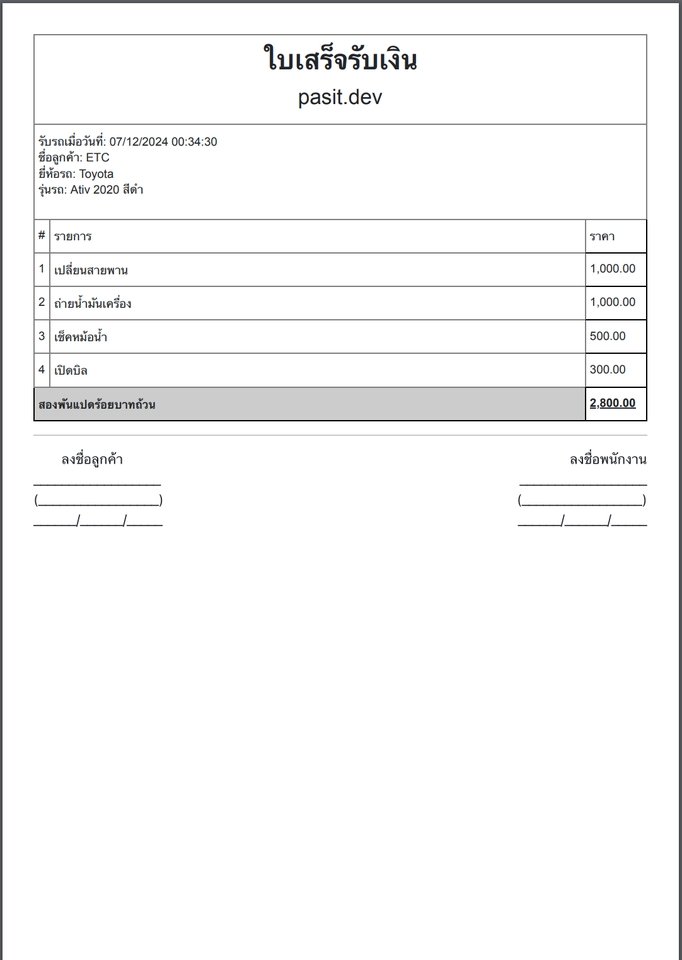 ใบเสร็จรับเงิน
pasit.dev
รับรถเมื่อวันที่: 07/12/2024 00:34:30
ชื่อลูกค้า: ETC
ยี่ห้อรถ: Toyota
รุ่นรถ: Ativ 2020 สีดำ
# รายการ ราคา
1 เปลี่ยนสายพาน 1,000.00
2 ถ่ายน้ำมันเครื่อง 1,000.00
3 เช็คหม้อน้ำ 500.00
4 เปิดบิล 300.00
สองพันแปดร้อยบาทถ้วน 2,800.00
ลงชื่อลูกค้า ลงชื่อพนักงาน
__________________ __________________
(_________________) (_________________)
______/______/_____ ______/______/_____